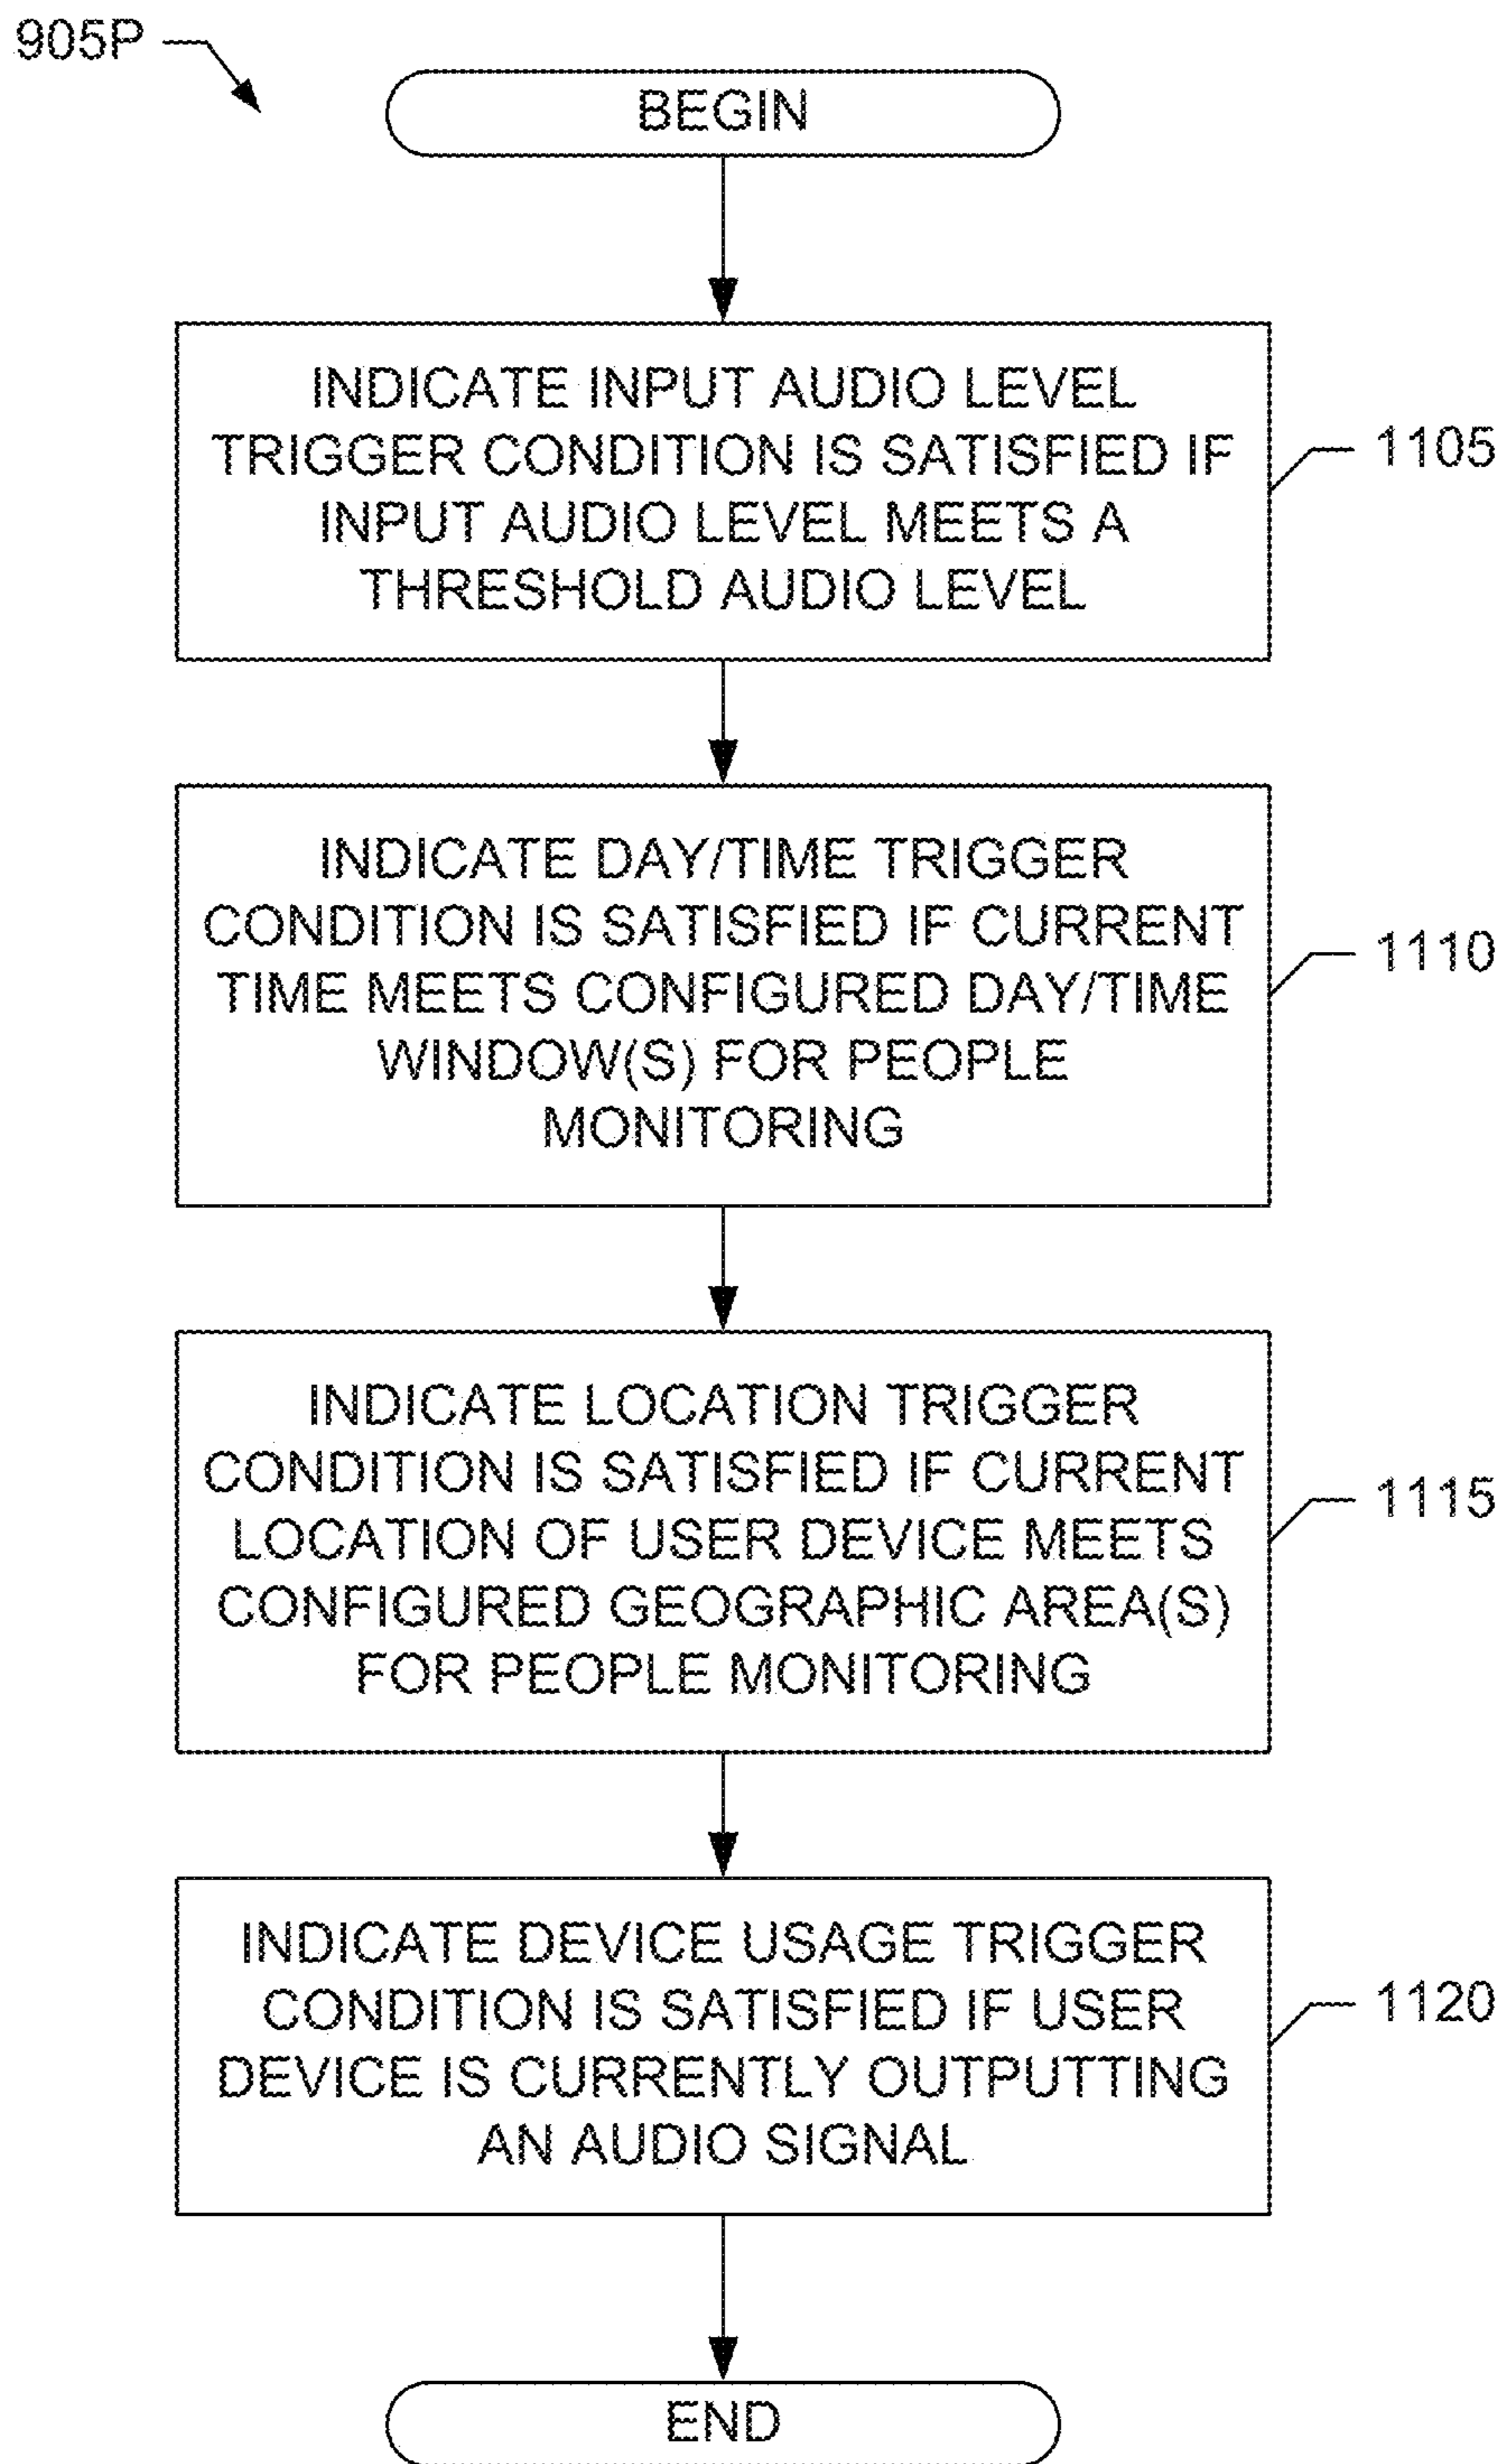 905P
BEGIN
INDICATE INPUT AUDIO LEVEL
TRIGGER CONDITION IS SATISFIED IF
INPUT AUDIO LEVEL MEETS A
THRESHOLD AUDIO LEVEL
1105
INDICATE DAY/TIME TRIGGER
CONDITION IS SATISFIED IF CURRENT
TIME MEETS CONFIGURED DAY/TIME
WINDOW(S) FOR PEOPLE
MONITORING
1110
INDICATE LOCATION TRIGGER
CONDITION IS SATISFIED IF CURRENT
LOCATION OF USER DEVICE MEETS
CONFIGURED GEOGRAPHIC AREA(S)
FOR PEOPLE MONITORING
1115
INDICATE DEVICE USAGE TRIGGER
CONDITION IS SATISFIED IF USER
DEVICE IS CURRENTLY OUTPUTTING
AN AUDIO SIGNAL
1120
END